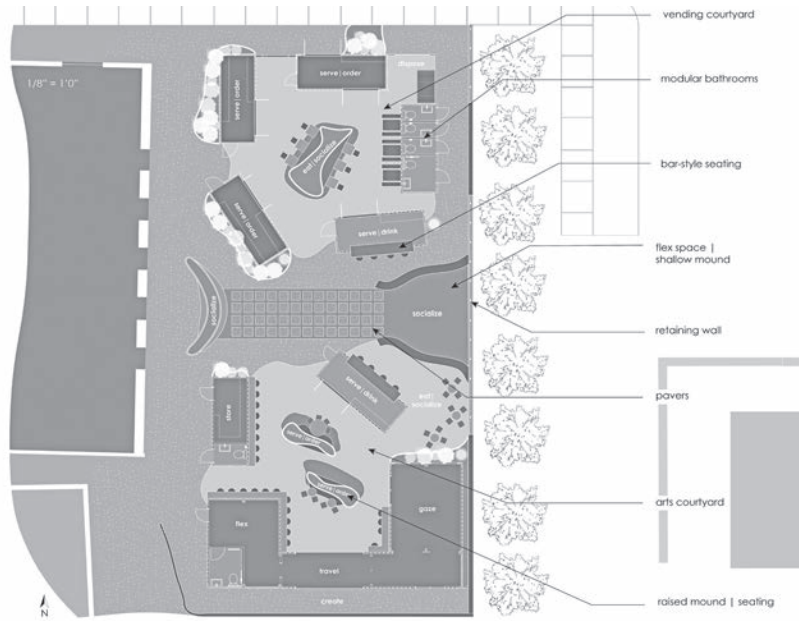 vending courtyard
dispose
serve | order
1/8" = 1'0"
serve | order
modular bathrooms
eat | socialize
bar-style seating
serve | order
serve | drink
flex space |
shallow mound
socialize
socialize
retaining wall
serve | drink
pavers
eat |
socialize
store
serve | order
arts courtyard
gaze
flex
travel
create
raised mound | seating
N